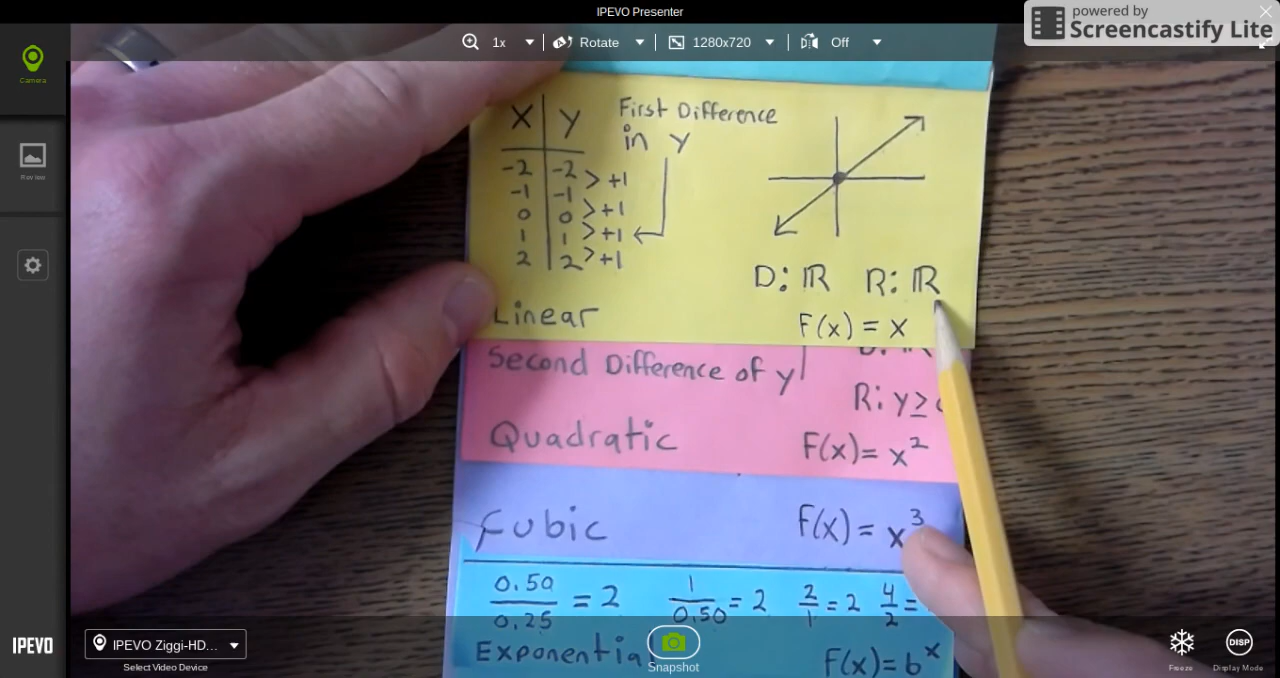 IPEVO Presenter
powered by
Screencastify Lite
1x
Rotate
1280x720
Off
Camera
Review
X Y
First Difference
in y
-2 -2 > +1
-1 -1
0 0 > +1
1 1 > +1
2 2 > +1
D: ℝ R: ℝ
Linear
F(x) = x
Second Difference of y
R: y ≥
Quadratic
F(x) = x²
Cubic
F(x) = x³
0.50/0.25 = 2 1/0.50 = 2 2/1 = 2 4/2 =
Exponential
F(x) = b^x
IPEVO
IPEVO Ziggi-HD...
Select Video Device
Snapshot
Freeze
DISP
Display Mode